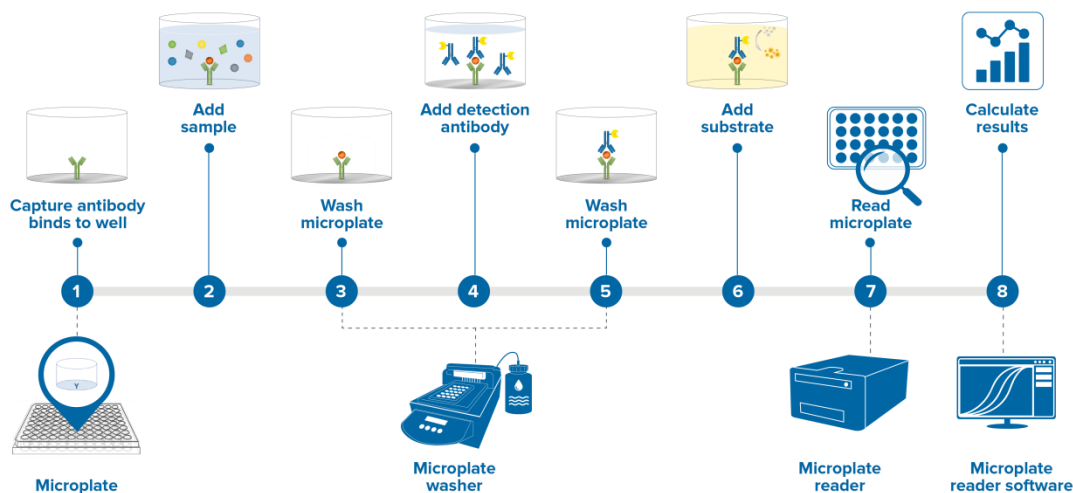 Add
sample
Add detection
antibody
Add
substrate
Calculate
results
Capture antibody
binds to well
Wash
microplate
Wash
microplate
Read
microplate
1
2
3
4
5
6
7
8
Y
Microplate
Microplate
washer
Microplate
reader
Microplate
reader software